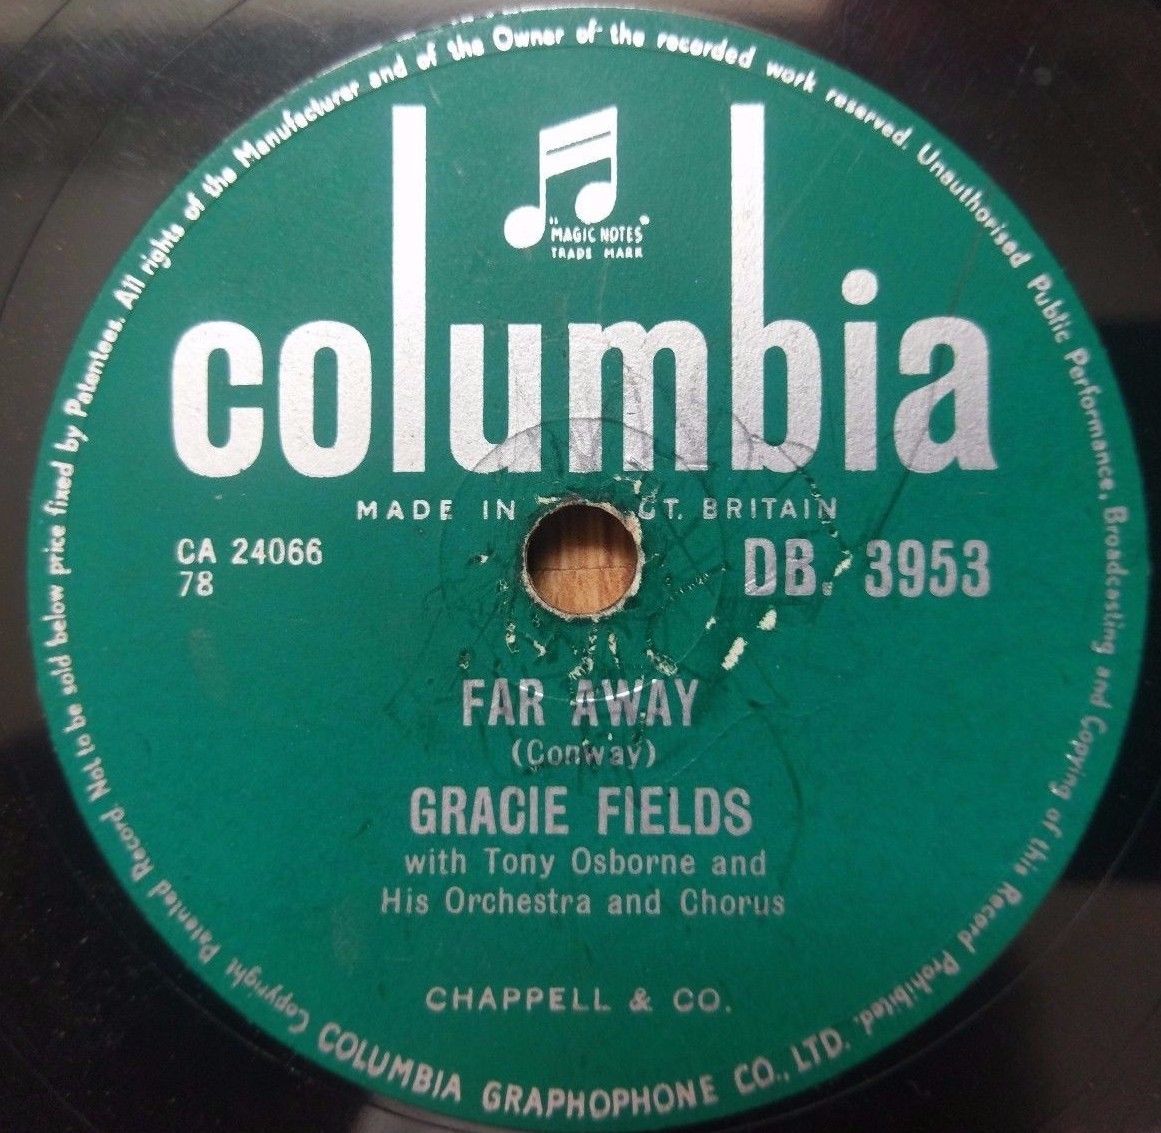 Copyright Patented Record. Not to be sold below price fixed by Patentees. All rights of the Manufacturer and of the Owner of the recorded work reserved. Unauthorised Public Performance, Broadcasting and Copying of this Record Prohibited.
"MAGIC NOTES"
TRADE MARK
columbia
MADE IN GT. BRITAIN
CA 24066
78
DB. 3953
FAR AWAY
(Conway)
GRACIE FIELDS
with Tony Osborne and
His Orchestra and Chorus
CHAPPELL & CO.
COLUMBIA GRAPHOPHONE CO., LTD.